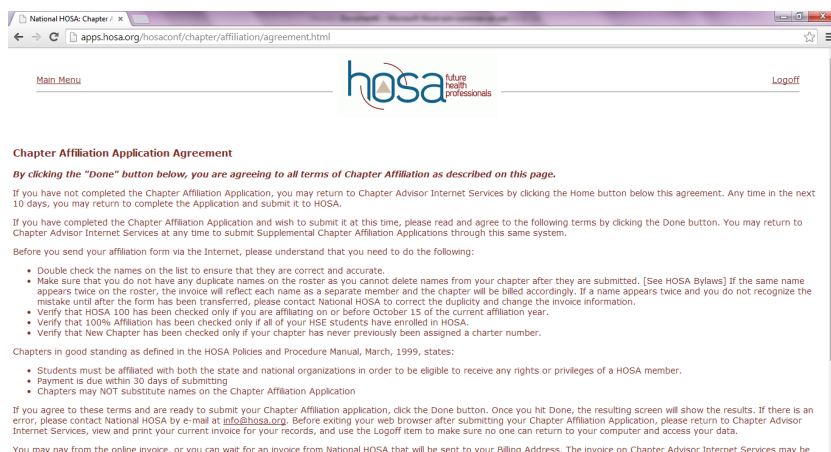 National HOSA: Chapter A
apps.hosa.org/hosaconf/chapter/affiliation/agreement.html
Main Menu
hosa future health professionals
Logoff
Chapter Affiliation Application Agreement
By clicking the "Done" button below, you are agreeing to all terms of Chapter Affiliation as described on this page.
If you have not completed the Chapter Affiliation Application, you may return to Chapter Advisor Internet Services by clicking the Home button below this agreement. Any time in the next
10 days, you may return to complete the Application and submit it to HOSA.
If you have completed the Chapter Affiliation Application and wish to submit it at this time, please read and agree to the following terms by clicking the Done button. You may return to
Chapter Advisor Internet Services at any time to submit Supplemental Chapter Affiliation Applications through this same system.
Before you send your affiliation form via the Internet, please understand that you need to do the following:
• Double check the names on the list to ensure that they are correct and accurate.
• Make sure that you do not have any duplicate names on the roster as you cannot delete names from your chapter after they are submitted. [See HOSA Bylaws] If the same name
appears twice on the roster, the invoice will reflect each name as a separate member and the chapter will be billed accordingly. If a name appears twice and you do not recognize the
mistake until after the form has been transferred, please contact National HOSA to correct the duplicity and change the invoice information.
• Verify that HOSA 100 has been checked only if you are affiliating on or before October 15 of the current affiliation year.
• Verify that 100% Affiliation has been checked only if all of your HSE students have enrolled in HOSA.
• Verify that New Chapter has been checked only if your chapter has never previously been assigned a charter number.
Chapters in good standing as defined in the HOSA Policies and Procedure Manual, March, 1999, states:
• Students must be affiliated with both the state and national organizations in order to be eligible to receive any rights or privileges of a HOSA member.
• Payment is due within 30 days of submitting
• Chapters may NOT substitute names on the Chapter Affiliation Application
If you agree to these terms and are ready to submit your Chapter Affiliation application, click the Done button. Once you hit Done, the resulting screen will show the results. If there is an
error, please contact National HOSA by e-mail at info@hosa.org. Before exiting your web browser after submitting your Chapter Affiliation Application, please return to Chapter Advisor
Internet Services, view and print your current invoice for your records, and use the Logoff item to make sure no one can return to your computer and access your data.
You may pay from the online invoice, or you can wait for an invoice from National HOSA that will be sent to your Billing Address. The invoice on Chapter Advisor Internet Services may be